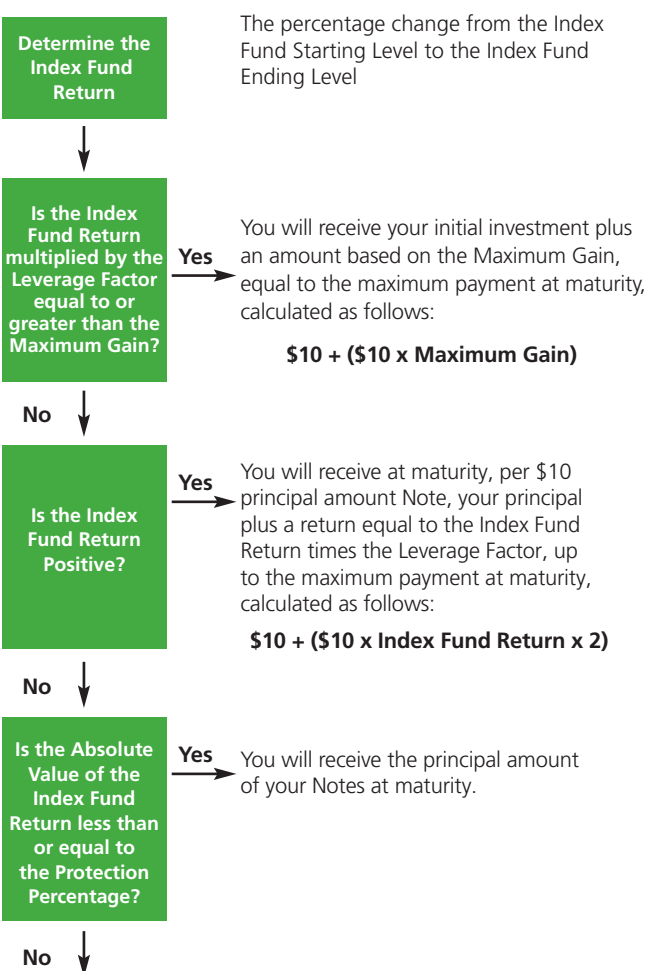 Determine the
Index Fund
Return
The percentage change from the Index
Fund Starting Level to the Index Fund
Ending Level
Is the Index
Fund Return
multiplied by the
Leverage Factor
equal to or
greater than the
Maximum Gain?
Yes
You will receive your initial investment plus
an amount based on the Maximum Gain,
equal to the maximum payment at maturity,
calculated as follows:
$10 + ($10 x Maximum Gain)
No
Is the Index
Fund Return
Positive?
Yes
You will receive at maturity, per $10
principal amount Note, your principal
plus a return equal to the Index Fund
Return times the Leverage Factor, up
to the maximum payment at maturity,
calculated as follows:
$10 + ($10 x Index Fund Return x 2)
No
Is the Absolute
Value of the
Index Fund
Return less than
or equal to
the Protection
Percentage?
Yes
You will receive the principal amount
of your Notes at maturity.
No